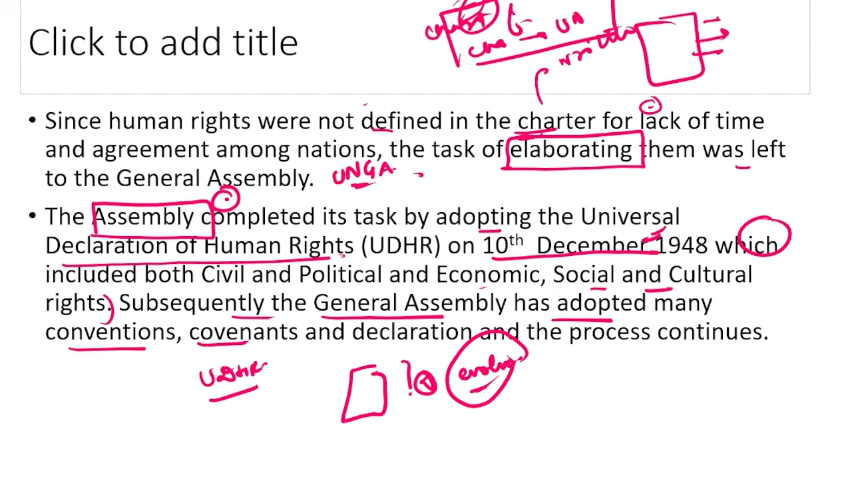 Click to add title
UN
• Since human rights were not defined in the charter for lack of time
and agreement among nations, the task of elaborating them was left
to the General Assembly. UNGA
• The Assembly completed its task by adopting the Universal
Declaration of Human Rights (UDHR) on 10th December 1948 which
included both Civil and Political and Economic, Social and Cultural
rights. Subsequently the General Assembly has adopted many
conventions, covenants and declaration and the process continues.
UDHR